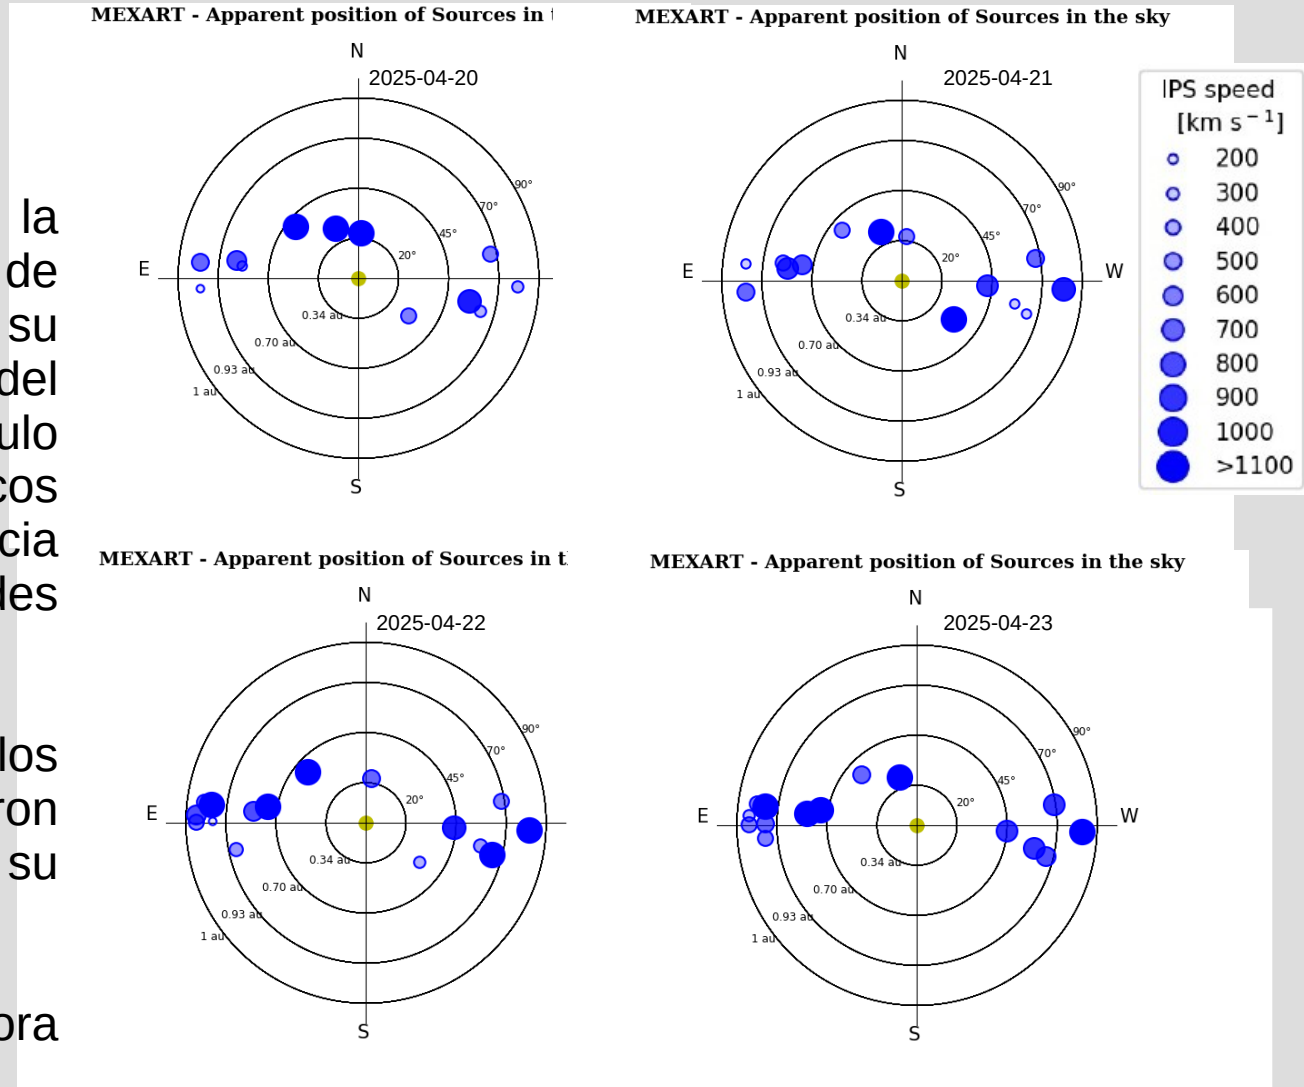 la
de
su
del
ulo
cos
cia
des
los
ron
su
ora
MEXART - Apparent position of Sources in t
N
2025-04-20
90°
70°
45°
20°
E
0.34 au
0.70 au
0.93 au
1 au
S
MEXART - Apparent position of Sources in the sky
N
2025-04-21
90°
70°
45°
20°
E
W
0.34 au
0.70 au
0.93 au
1 au
S
IPS speed
[km s⁻¹]
200
300
400
500
600
700
800
900
1000
>1100
MEXART - Apparent position of Sources in t
N
2025-04-22
90°
70°
45°
20°
E
0.34 au
0.70 au
0.93 au
1 au
S
MEXART - Apparent position of Sources in the sky
N
2025-04-23
90°
70°
45°
20°
E
W
0.34 au
0.70 au
0.93 au
1 au
S